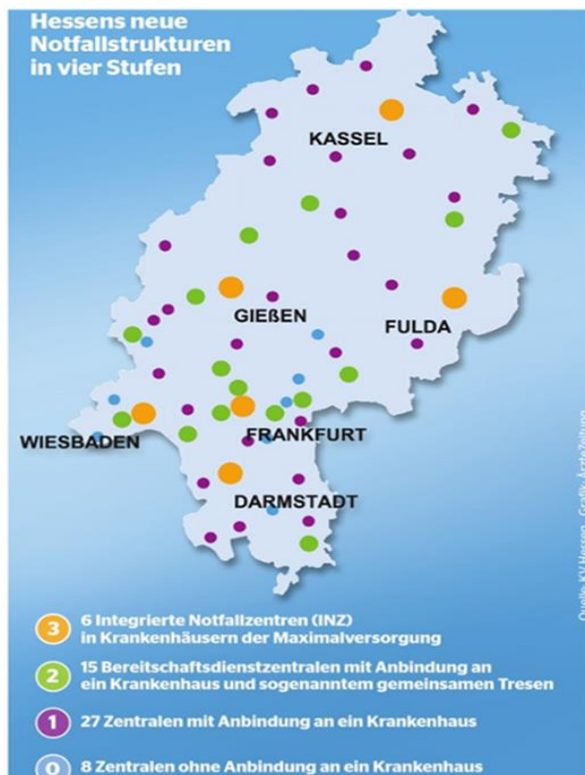 Hessens neue
Notfallstrukturen
in vier Stufen
KASSEL
GIEßEN
FULDA
WIESBADEN
FRANKFURT
DARMSTADT
Quelle: KV Hessen, Grafik: ÄrzteZeitung
3
6 Integrierte Notfallzentren (INZ)
in Krankenhäusern der Maximalversorgung
2
15 Bereitschaftsdienstzentralen mit Anbindung an
ein Krankenhaus und sogenanntem gemeinsamen Tresen
1
27 Zentralen mit Anbindung an ein Krankenhaus
0
8 Zentralen ohne Anbindung an ein Krankenhaus